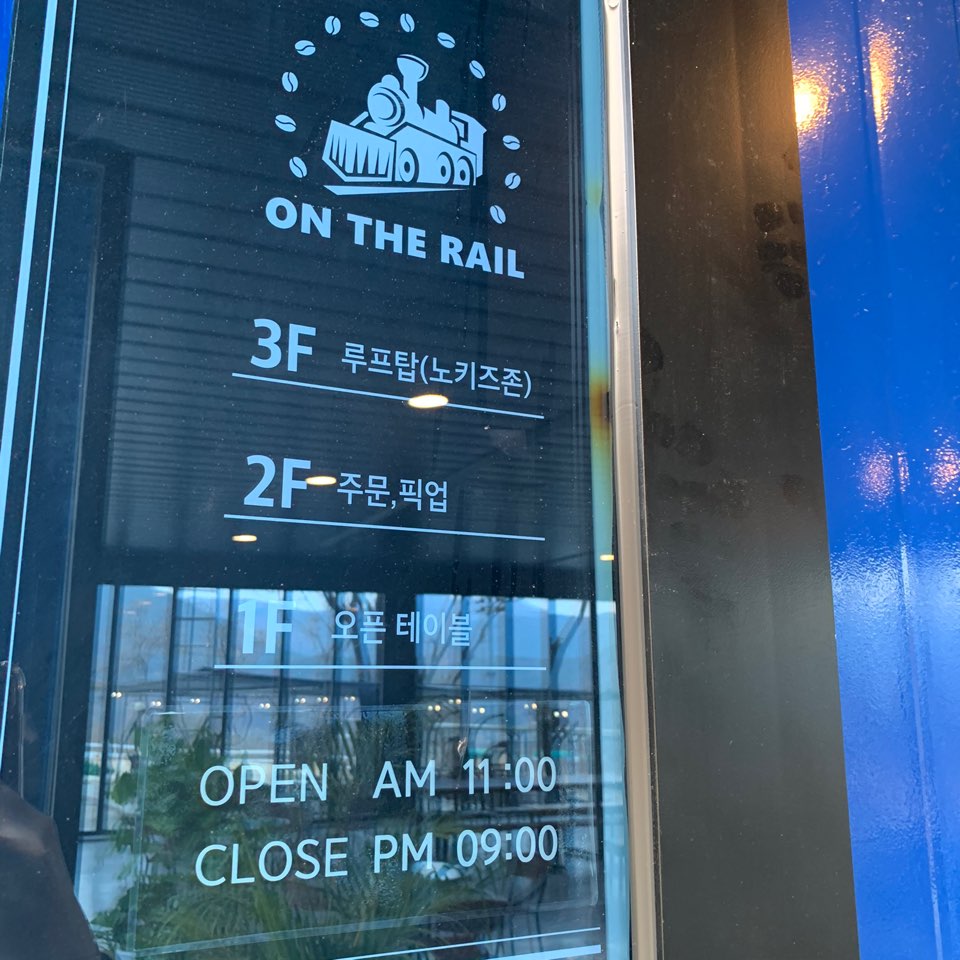 ON THE RAIL
3F 루프탑(노키즈존)
2F 주문,픽업
1F 오픈 테이블
OPEN AM 11:00
CLOSE PM 09:00